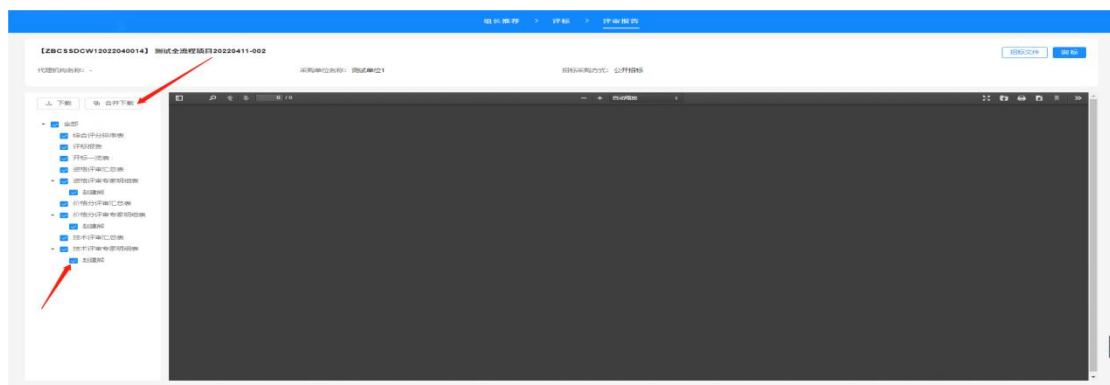 组长推荐 > 评标 > 评审报告
【ZBCSSDCW12022040014】 测试全流程项目20220411-002
招标文件
代理机构名称: -
采购单位名称: 测试单位1
招标采购方式: 公开招标
下载
合并下载
自动缩放
全部
综合评分排序表
评标报告
开标一览表
资格评审汇总表
资格评审专家明细表
赵建辉
价格分评审汇总表
价格分评审专家明细表
赵建辉
技术评审汇总表
技术评审专家明细表
赵建辉